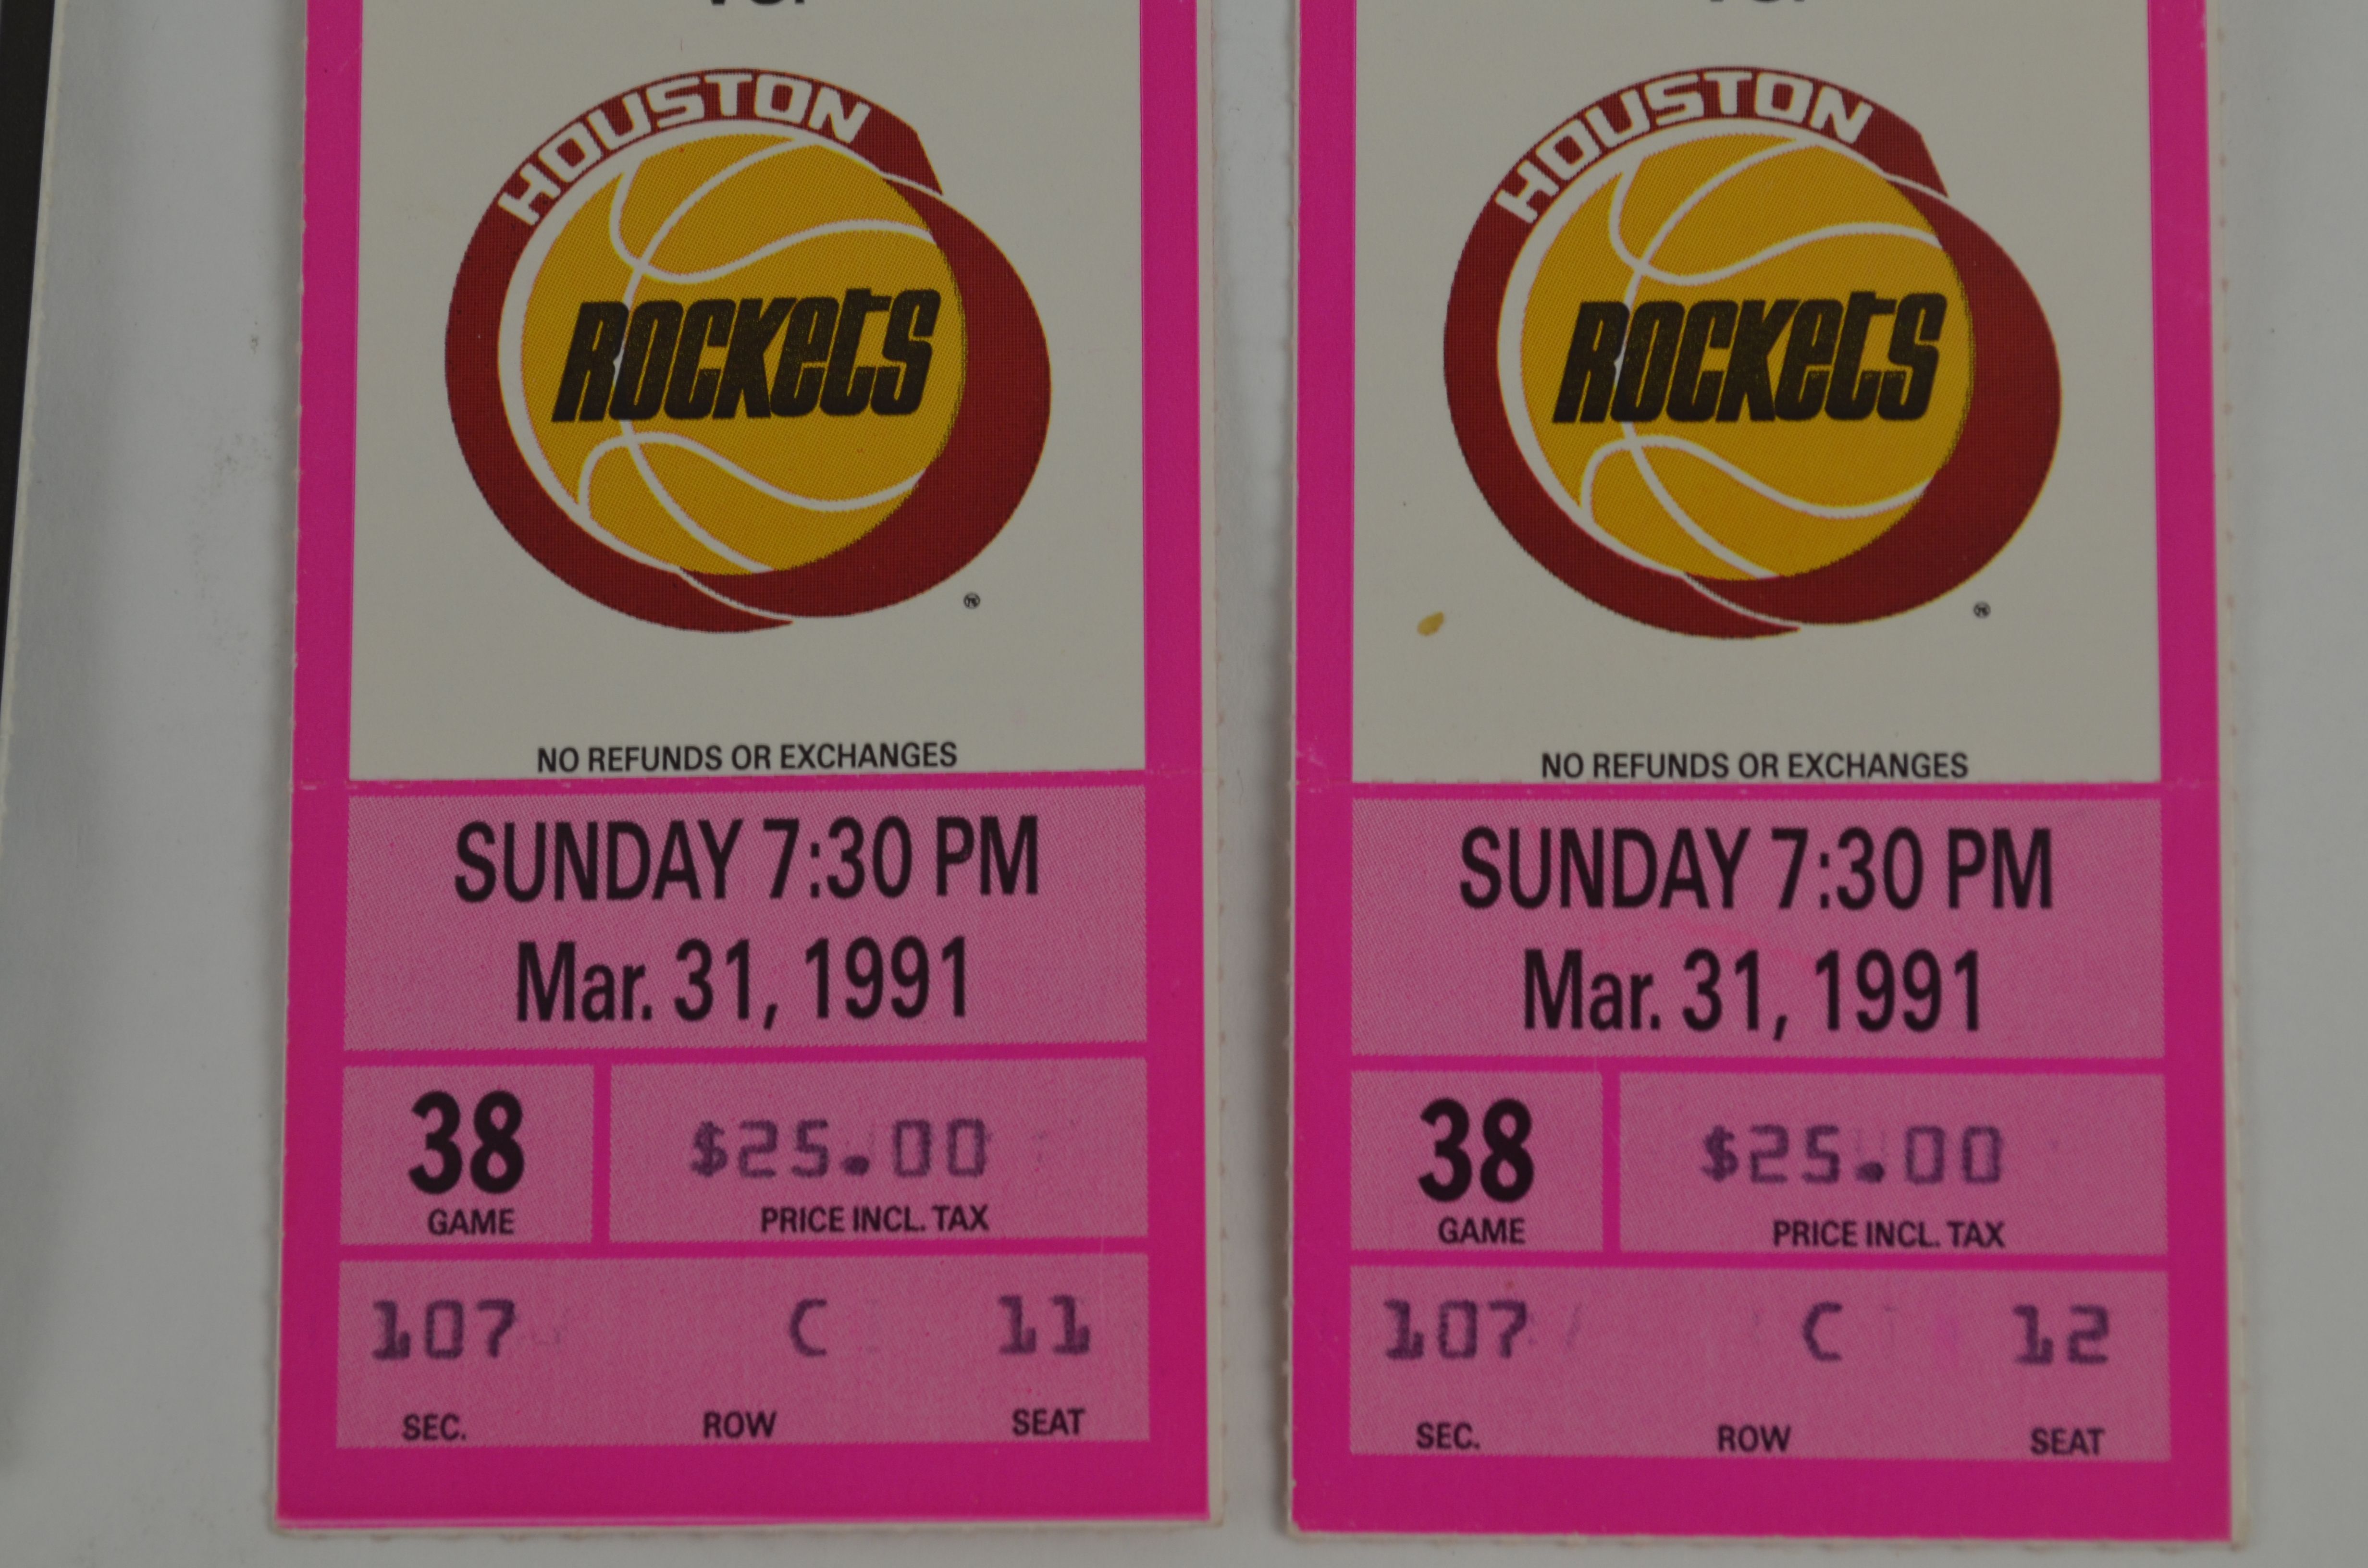 HOUSTON
ROCKETS
®
NO REFUNDS OR EXCHANGES
SUNDAY 7:30 PM
Mar. 31, 1991
38
GAME
$25.00
PRICE INCL. TAX
107 C 11
SEC. ROW SEAT
HOUSTON
ROCKETS
®
NO REFUNDS OR EXCHANGES
SUNDAY 7:30 PM
Mar. 31, 1991
38
GAME
$25.00
PRICE INCL. TAX
107 C 12
SEC. ROW SEAT